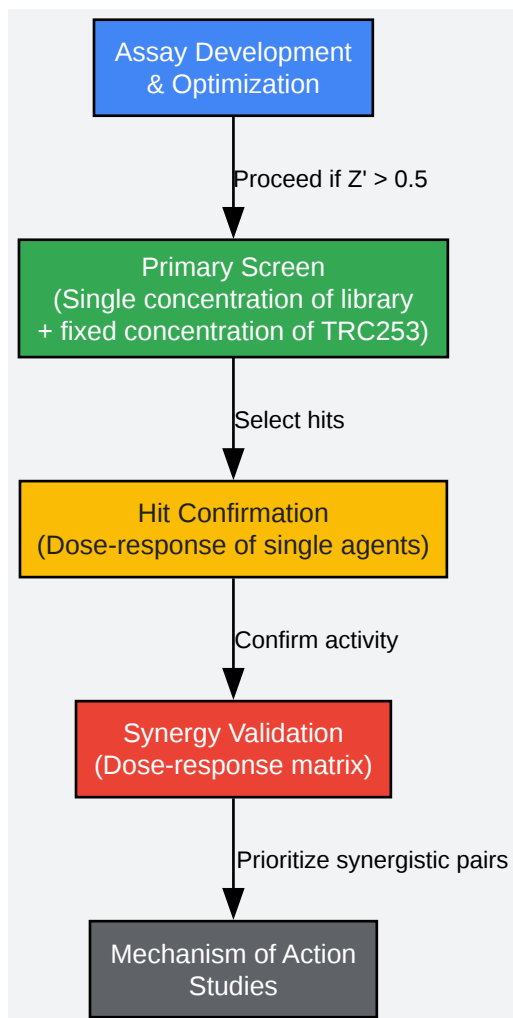 Assay Development
& Optimization
Proceed if Z' > 0.5
Primary Screen
(Single concentration of library
+ fixed concentration of TRC253)
Select hits
Hit Confirmation
(Dose-response of single agents)
Confirm activity
Synergy Validation
(Dose-response matrix)
Prioritize synergistic pairs
Mechanism of Action
Studies